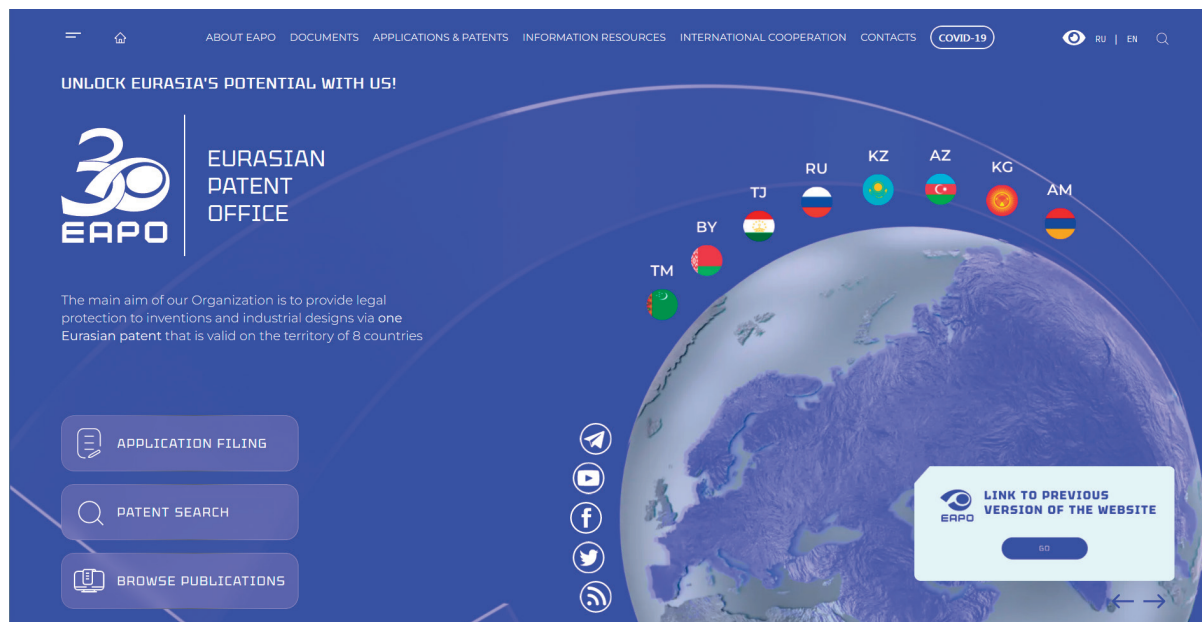 ABOUT EAPO DOCUMENTS APPLICATIONS & PATENTS INFORMATION RESOURCES INTERNATIONAL COOPERATION CONTACTS COVID-19 RU | EN
UNLOCK EURASIA'S POTENTIAL WITH US!
30
EAPO
EURASIAN
PATENT
OFFICE
TM
BY
TJ
RU
KZ
AZ
KG
AM
The main aim of our Organization is to provide legal
protection to inventions and industrial designs via one
Eurasian patent that is valid on the territory of 8 countries
APPLICATION FILING
PATENT SEARCH
BROWSE PUBLICATIONS
EAPO
LINK TO PREVIOUS
VERSION OF THE WEBSITE
GO